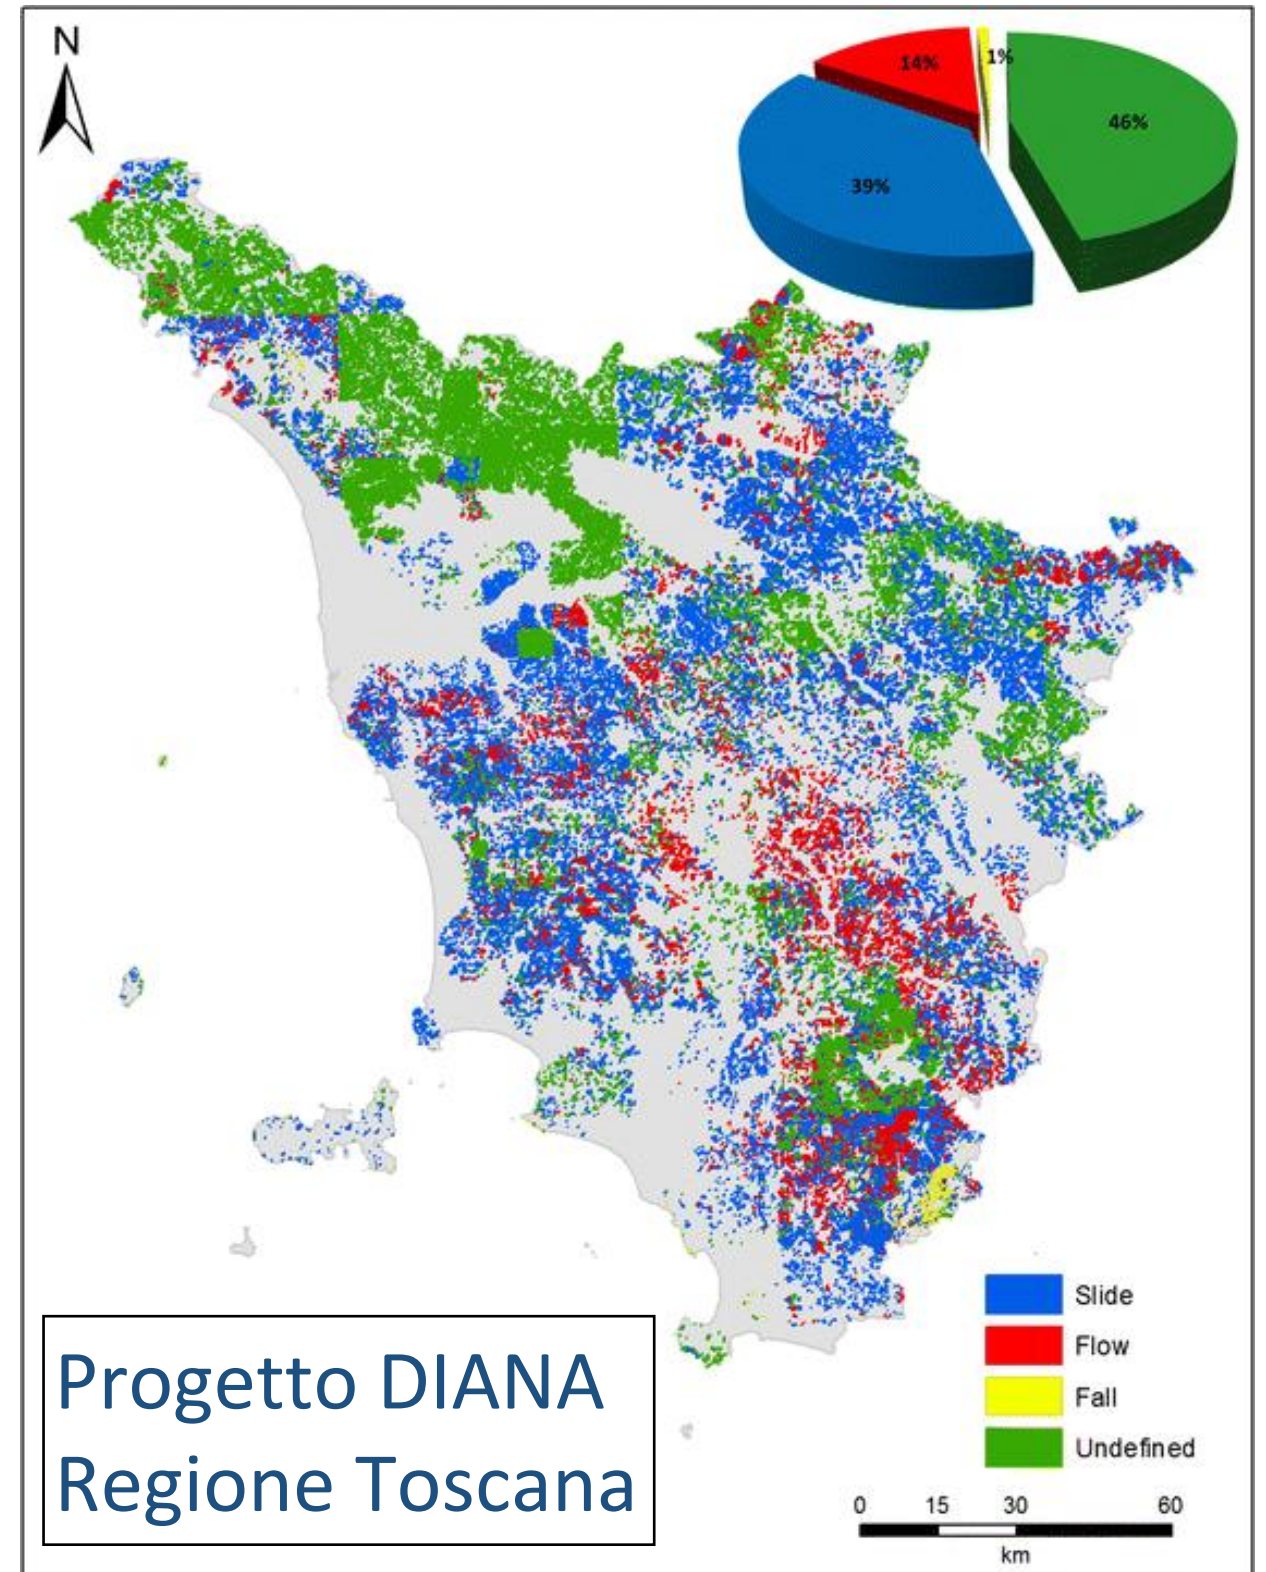 N
14%
1%
46%
39%
Slide
Flow
Fall
Undefined
Progetto DIANA
Regione Toscana
0 15 30 60
km